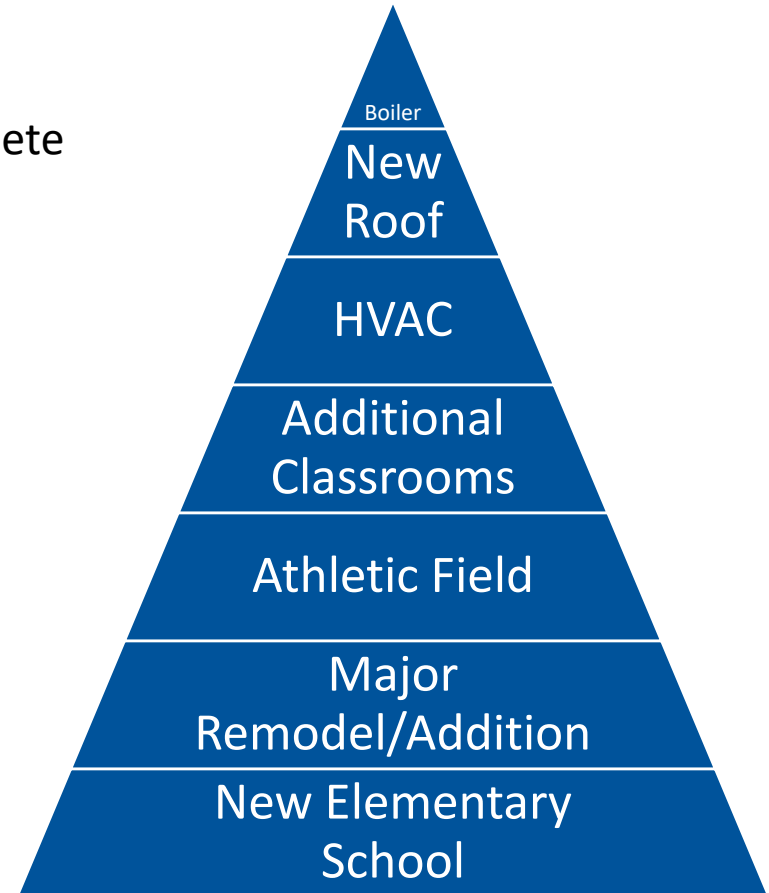 Boiler
ete
New
Roof
HVAC
Additional
Classrooms
Athletic Field
Major
Remodel/Addition
New Elementary
School